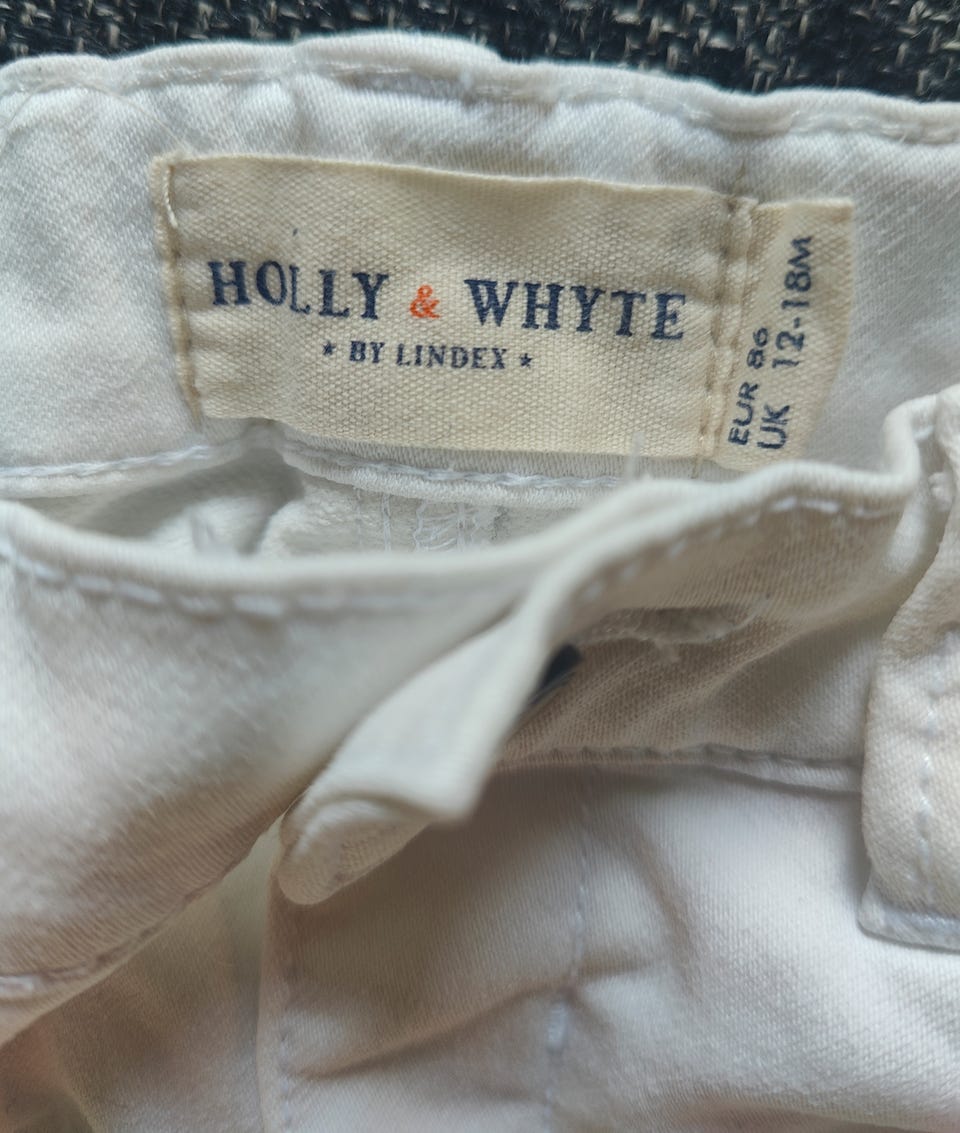 HOLLY & WHYTE
★ BY LINDEX ★
EUR 86
UK 12-18M